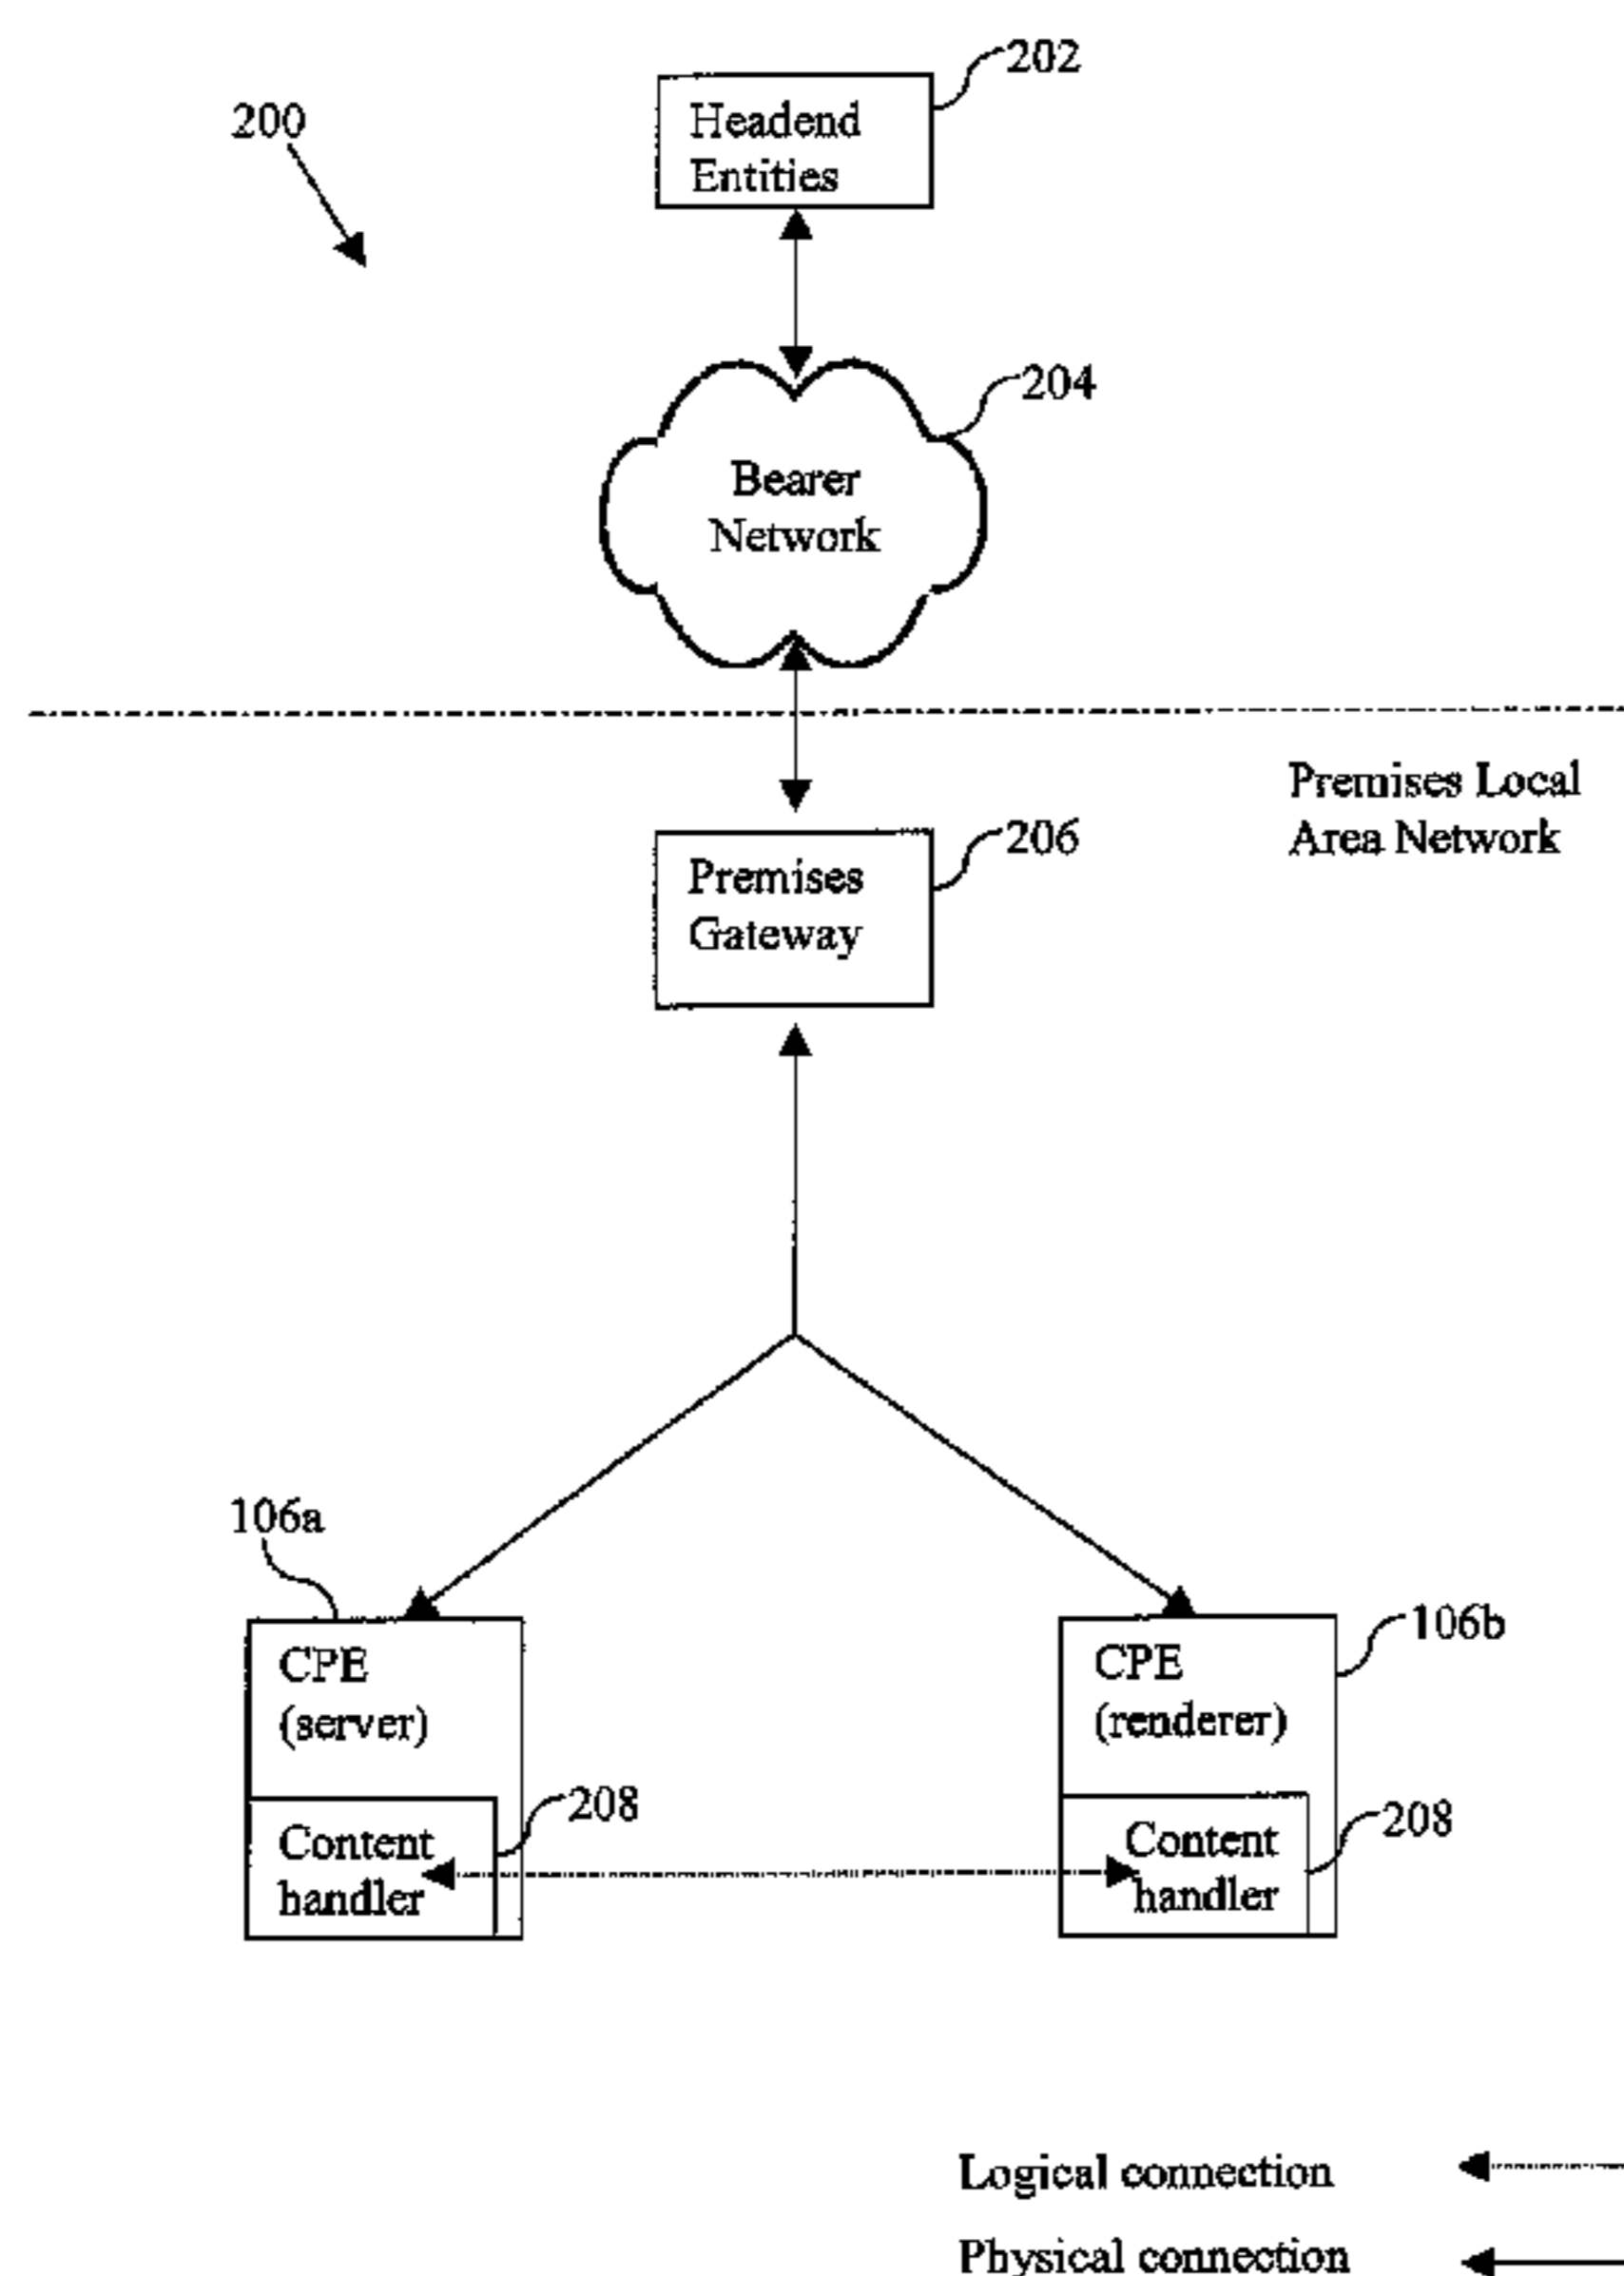 202
Headend
Entities
200
204
Bearer
Network
Premises Local
Area Network
206
Premises
Gateway
106a
106b
CPE
(server)
CPE
(renderer)
208
208
Content
handler
Content
handler
Logical connection
Physical connection